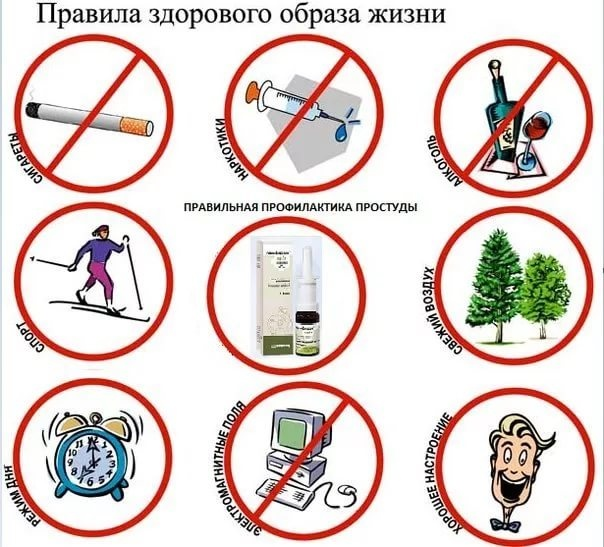 Правила здорового образа жизни
СИГАРЕТЫ
НАРКОТИКИ
АЛКОГОЛЬ
ПРАВИЛЬНАЯ ПРОФИЛАКТИКА ПРОСТУДЫ
СПОРТ
СВЕЖИЙ ВОЗДУХ
РЕЖИМ ДНЯ
ЭЛЕКТРОМАГНИТНЫЕ ПОЛЯ
ХОРОШЕЕ НАСТРОЕНИЕ